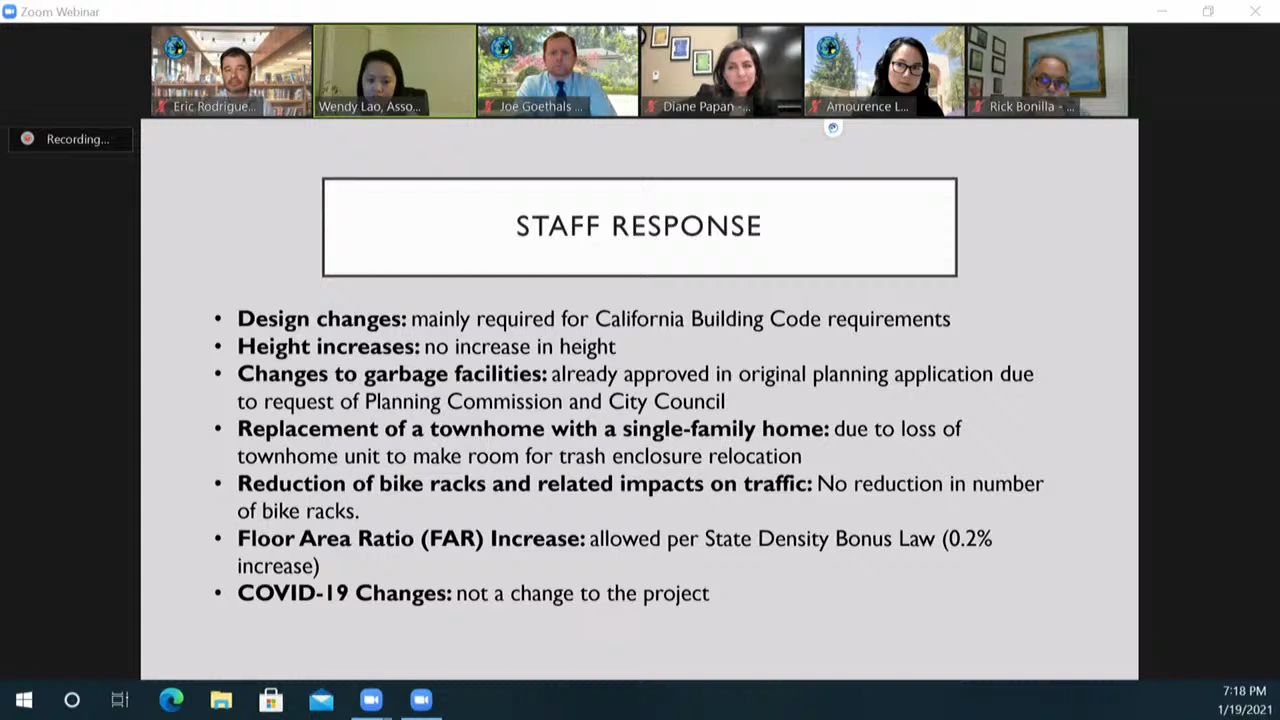 Zoom Webinar
Eric Rodrigue...
Wendy Lao, Asso...
Joe Goethals ...
Diane Papan - ...
Amourence L...
Rick Bonilla - ...
Recording...
STAFF RESPONSE
• Design changes: mainly required for California Building Code requirements
• Height increases: no increase in height
• Changes to garbage facilities: already approved in original planning application due
to request of Planning Commission and City Council
• Replacement of a townhome with a single-family home: due to loss of
townhome unit to make room for trash enclosure relocation
• Reduction of bike racks and related impacts on traffic: No reduction in number
of bike racks.
• Floor Area Ratio (FAR) Increase: allowed per State Density Bonus Law (0.2%
increase)
• COVID-19 Changes: not a change to the project
7:18 PM
1/19/2021